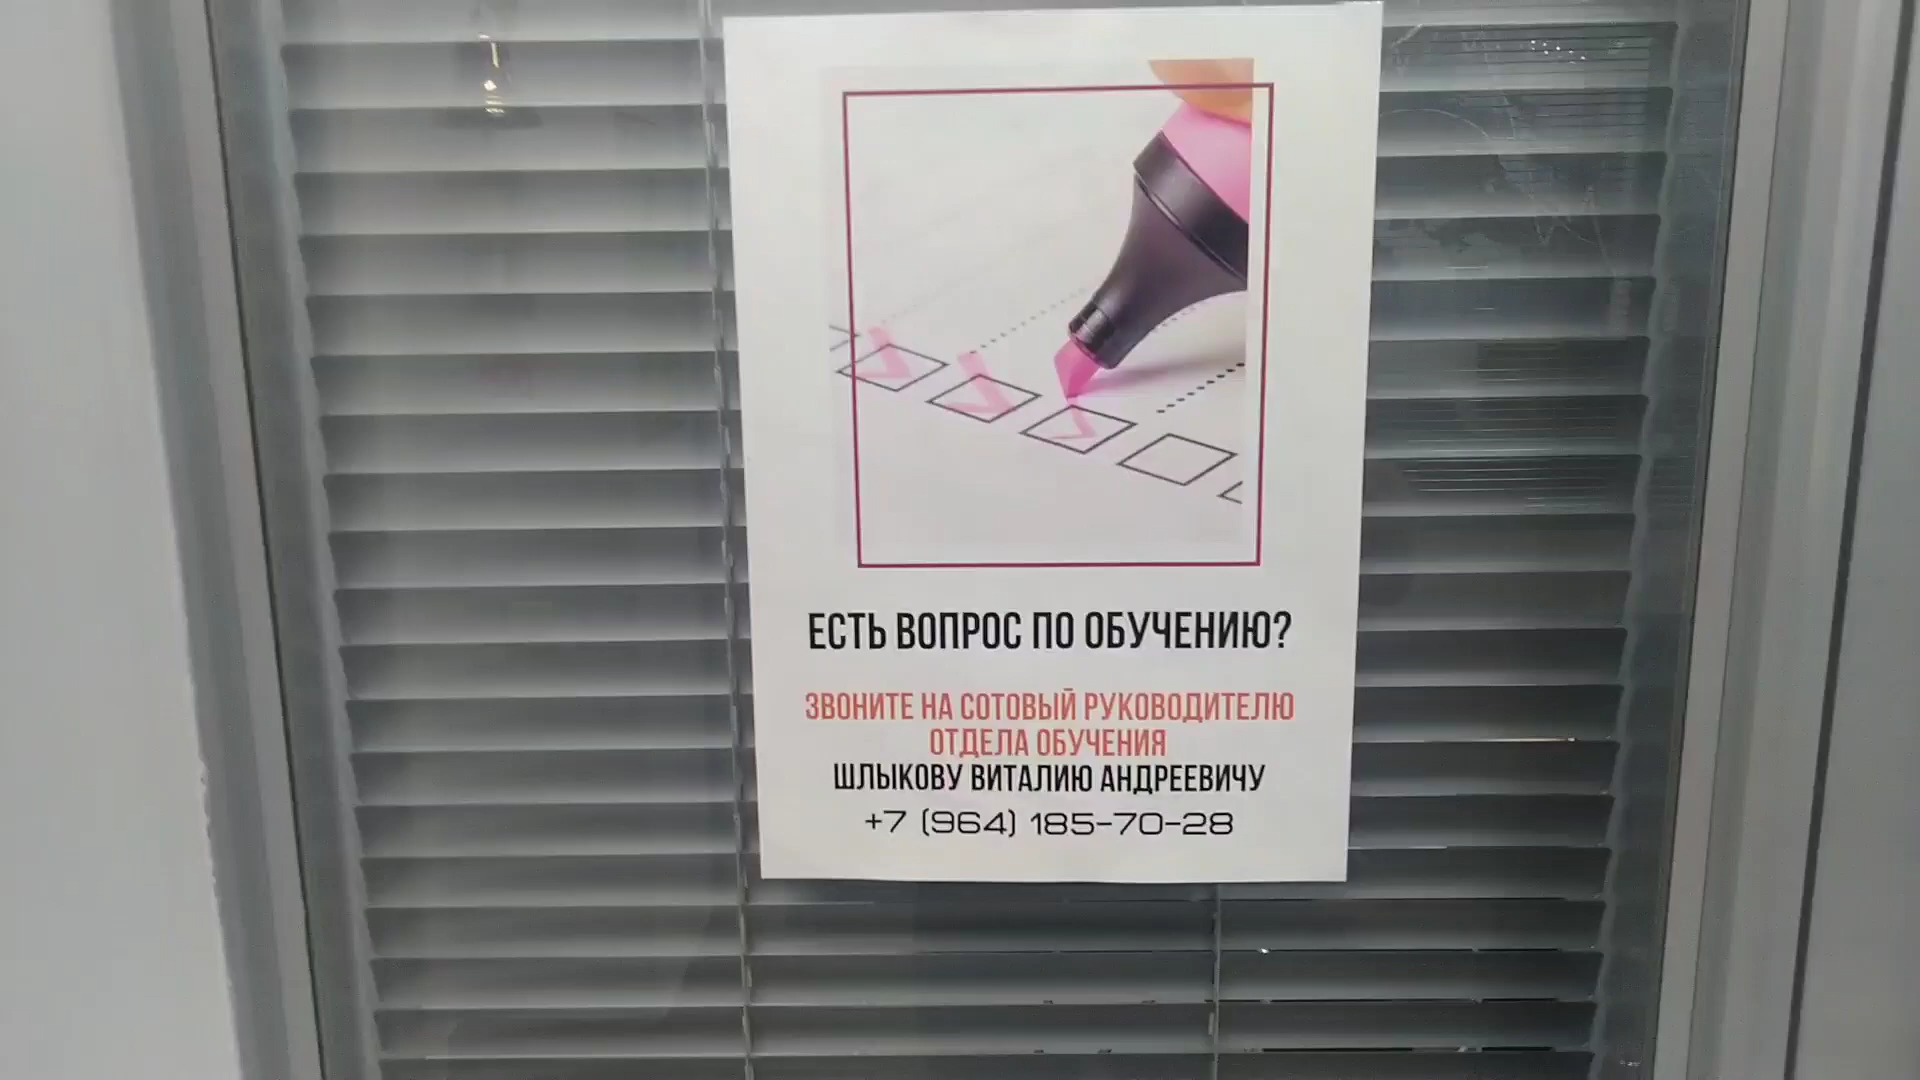 ЕСТЬ ВОПРОС ПО ОБУЧЕНИЮ?
ЗВОНИТЕ НА СОТОВЫЙ РУКОВОДИТЕЛЮ
ОТДЕЛА ОБУЧЕНИЯ
ШЛЫКОВУ ВИТАЛИЮ АНДРЕЕВИЧУ
+7 (964) 185-70-28